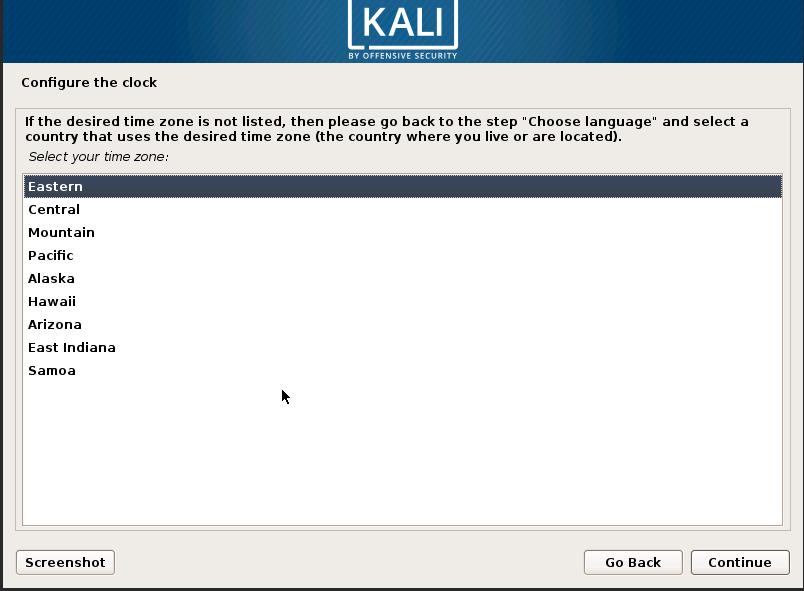 KALI
BY OFFENSIVE SECURITY
Configure the clock
If the desired time zone is not listed, then please go back to the step "Choose language" and select a
country that uses the desired time zone (the country where you live or are located).
Select your time zone:
Eastern
Central
Mountain
Pacific
Alaska
Hawaii
Arizona
East Indiana
Samoa
Screenshot
Go Back
Continue